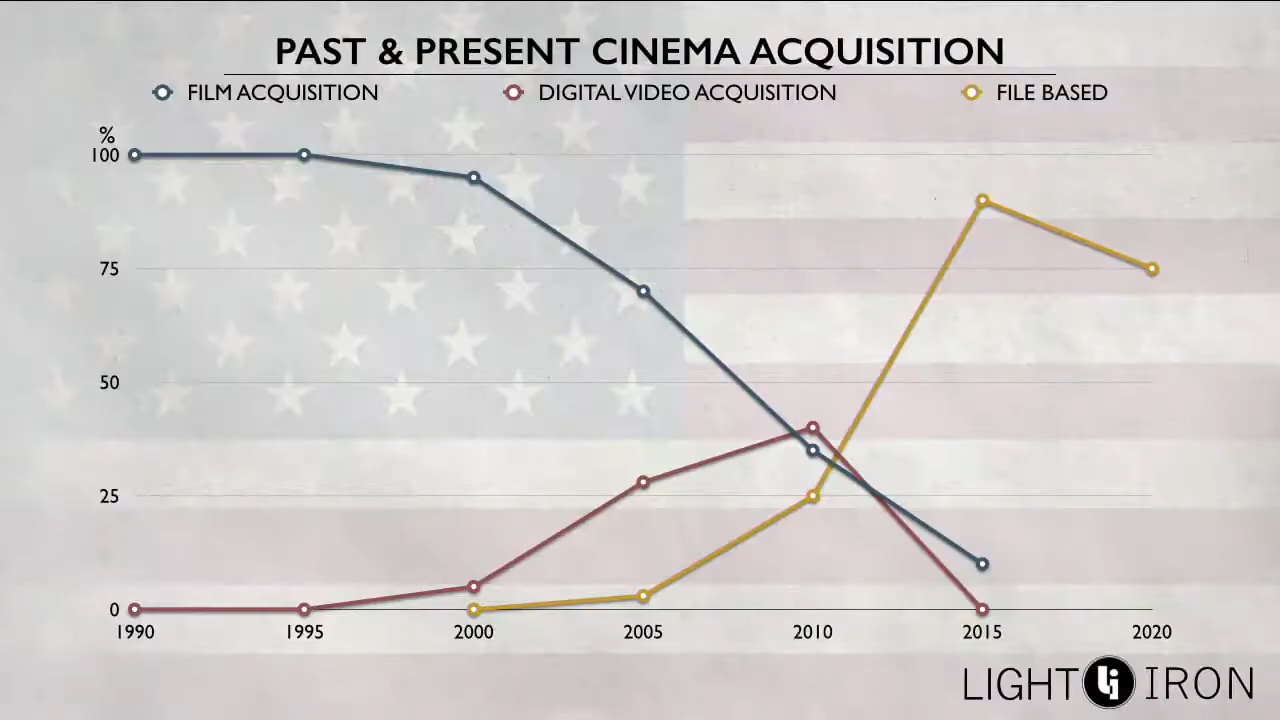 PAST & PRESENT CINEMA ACQUISITION
FILM ACQUISITION DIGITAL VIDEO ACQUISITION FILE BASED
%
100
75
50
25
0
1990 1995 2000 2005 2010 2015 2020
LIGHT IRON